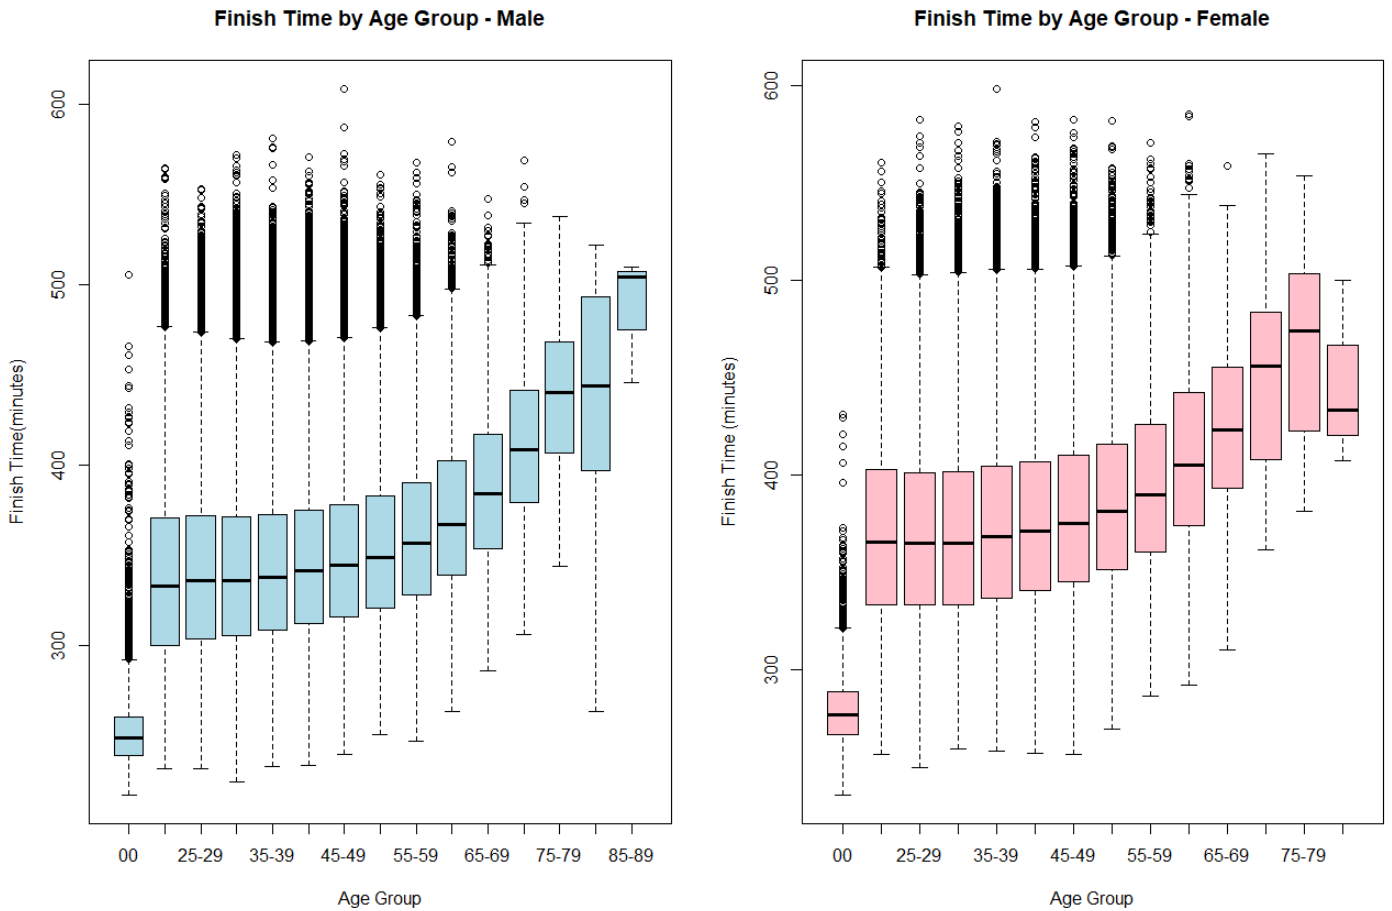 Finish Time by Age Group - Male
600
500
400
300
Finish Time(minutes)
00 25-29 35-39 45-49 55-59 65-69 75-79 85-89
Age Group
Finish Time by Age Group - Female
600
500
400
300
Finish Time (minutes)
00 25-29 35-39 45-49 55-59 65-69 75-79
Age Group